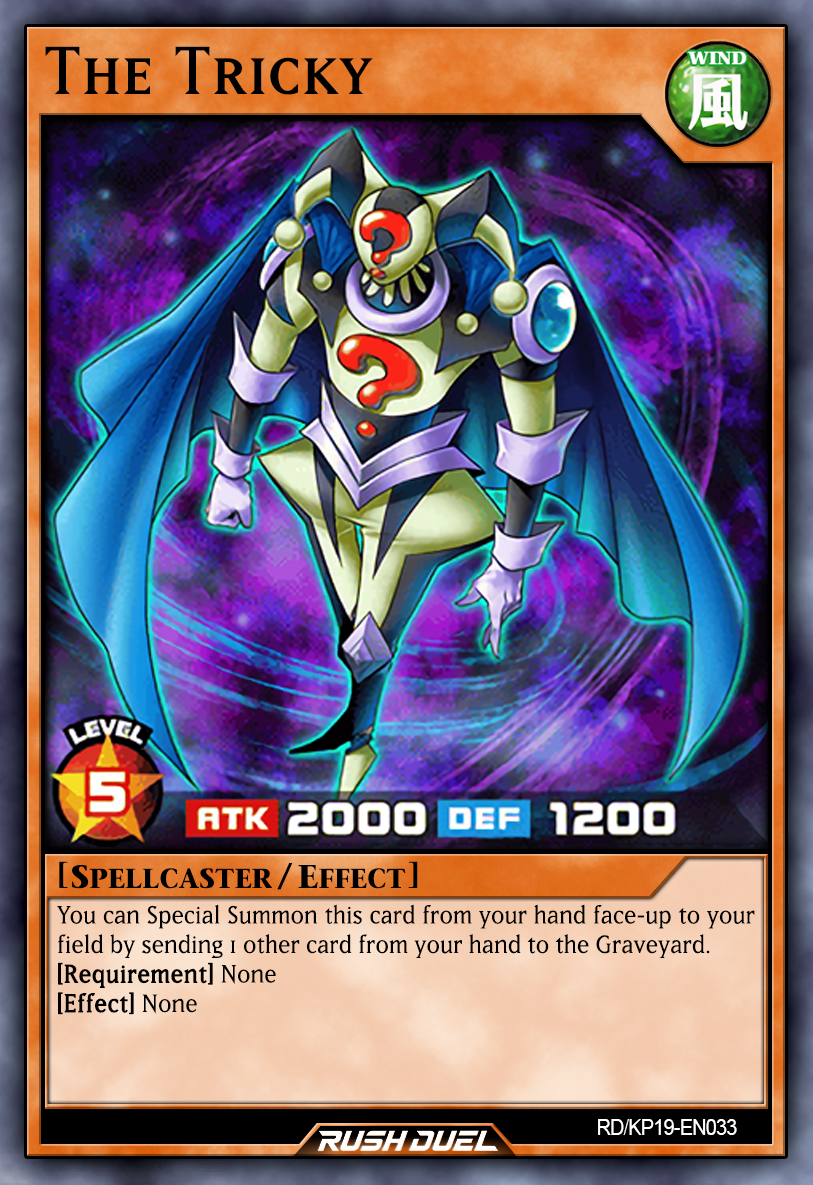 The Tricky
WIND
風
?
?
LEVEL
5
ATK 2000 DEF 1200
[Spellcaster/Effect]
You can Special Summon this card from your hand face-up to your
field by sending 1 other card from your hand to the Graveyard.
[Requirement] None
[Effect] None
RUSH DUEL
RD/KP19-EN033